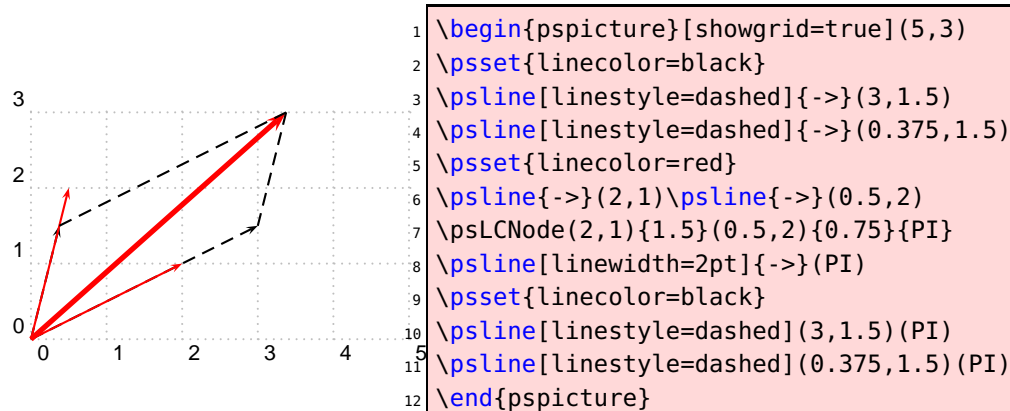 3
2
1
0
0 1 2 3 4 5
1 \begin{pspicture}[showgrid=true](5,3)
2 \psset{linecolor=black}
3 \psline[linestyle=dashed]{->}(3,1.5)
4 \psline[linestyle=dashed]{->}(0.375,1.5)
5 \psset{linecolor=red}
6 \psline{->}(2,1)\psline{->}(0.5,2)
7 \psLCNode(2,1){1.5}(0.5,2){0.75}{PI}
8 \psline[linewidth=2pt]{->}(PI)
9 \psset{linecolor=black}
10 \psline[linestyle=dashed](3,1.5)(PI)
11 \psline[linestyle=dashed](0.375,1.5)(PI)
12 \end{pspicture}